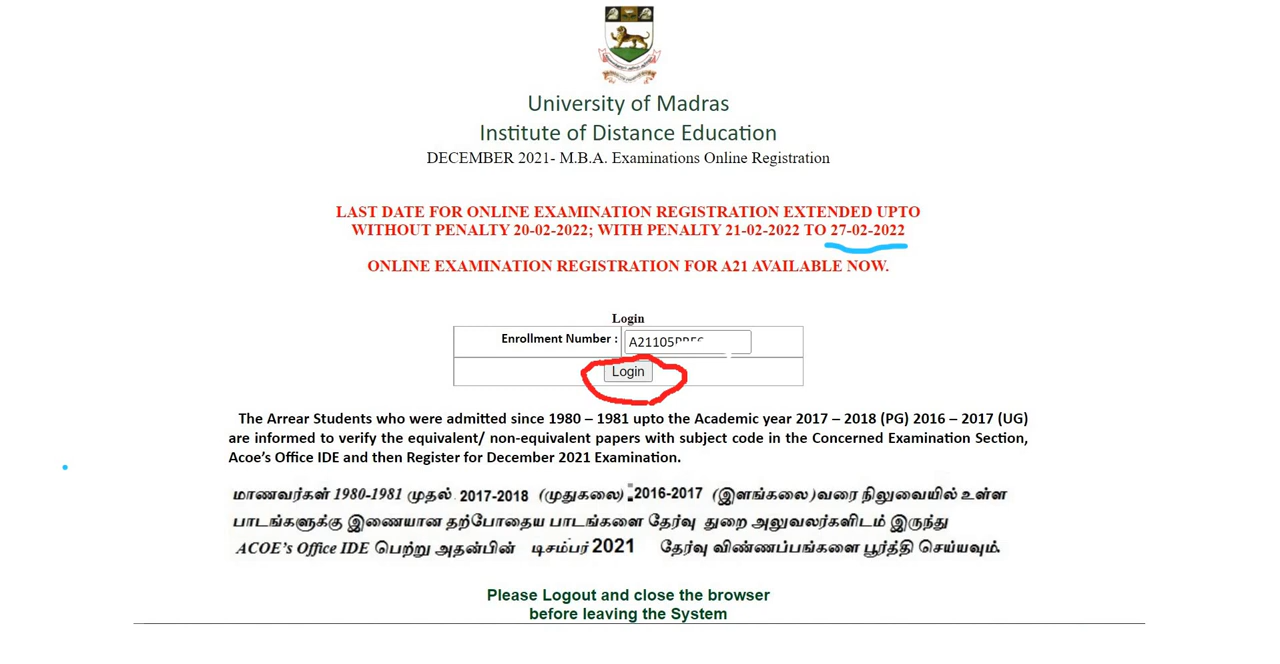 University of Madras
Institute of Distance Education
DECEMBER 2021- M.B.A. Examinations Online Registration
LAST DATE FOR ONLINE EXAMINATION REGISTRATION EXTENDED UPTO
WITHOUT PENALTY 20-02-2022; WITH PENALTY 21-02-2022 TO 27-02-2022
ONLINE EXAMINATION REGISTRATION FOR A21 AVAILABLE NOW.
Login
Enrollment Number :
Login
The Arrear Students who were admitted since 1980 – 1981 upto the Academic year 2017 – 2018 (PG) 2016 – 2017 (UG)
are informed to verify the equivalent/ non-equivalent papers with subject code in the Concerned Examination Section,
Acoe’s Office IDE and then Register for December 2021 Examination.
மாணவர்கள் 1980-1981 முதல் 2017-2018 (முதுகலை) 2016-2017 (இளங்கலை) வரை நிலுவையில் உள்ள
பாடங்களுக்கு இணையான தற்போதைய பாடங்களை தேர்வு துறை அலுவலர்களிடம் இருந்து
ACOE’s Office IDE பெற்று அதன்பின் டிசம்பர் 2021 தேர்வு விண்ணப்பங்களை பூர்த்தி செய்யவும்.
Please Logout and close the browser
before leaving the System